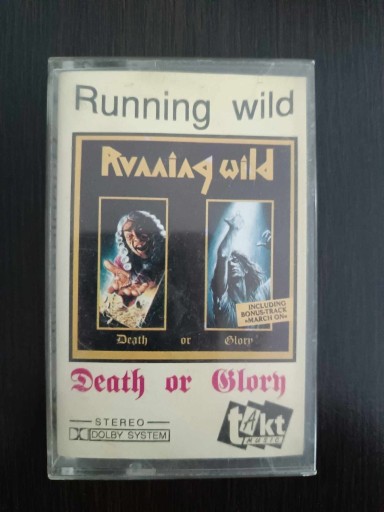 Running wild
Running wild
INCLUDING
BONUS-TRACK
»MARCH ON«
Death or Glory
Death or Glory
STEREO
DOLBY SYSTEM
takt
MUSIC